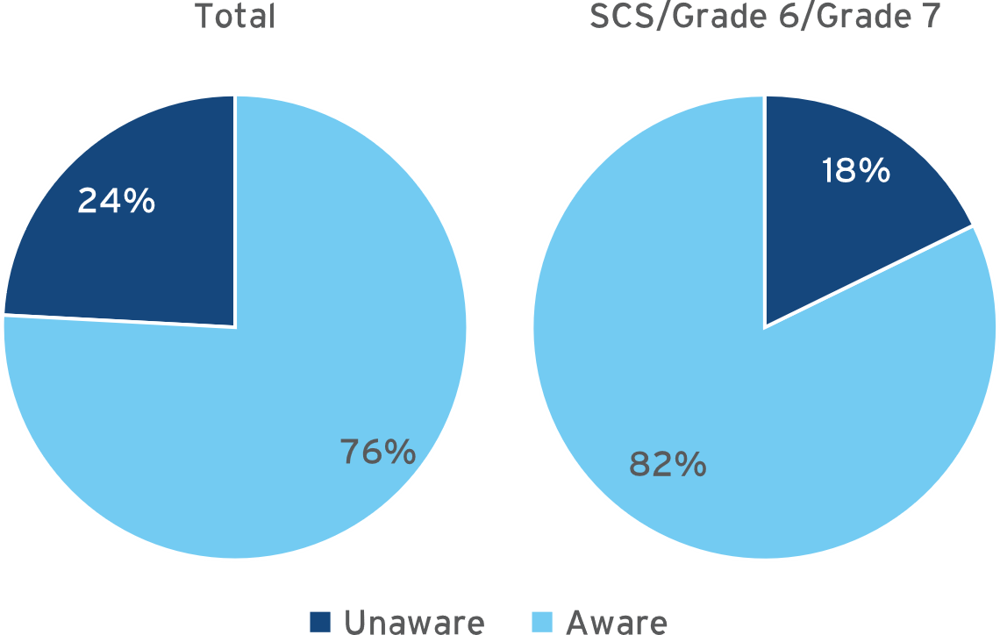 Total
SCS/Grade 6/Grade 7
24%
76%
18%
82%
Unaware
Aware